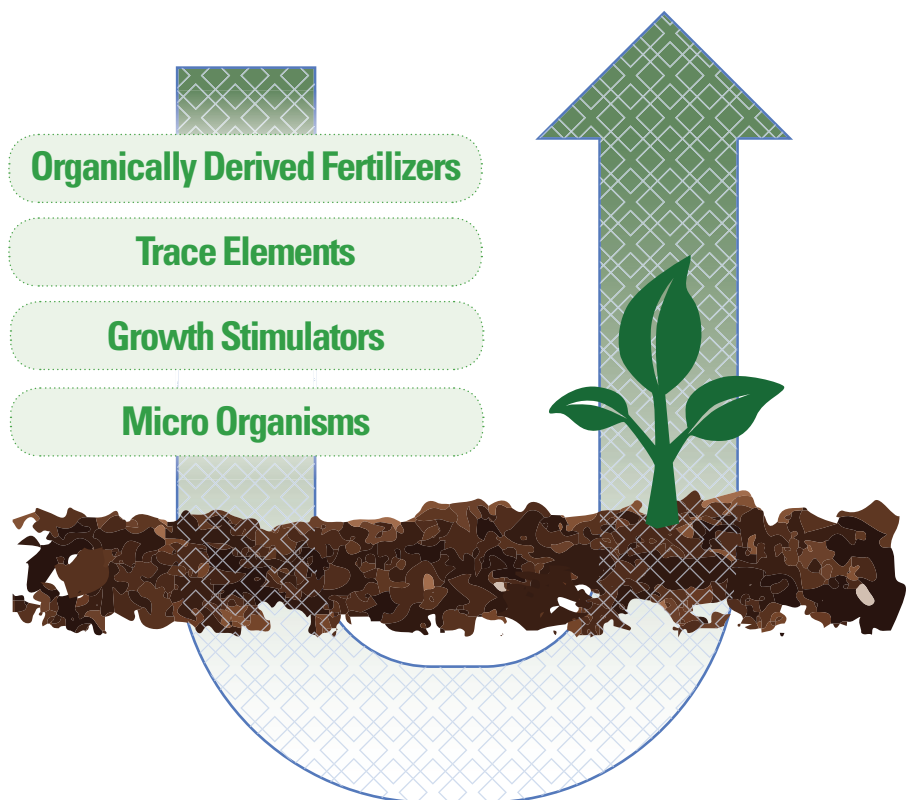 Organically Derived Fertilizers
Trace Elements
Growth Stimulators
Micro Organisms